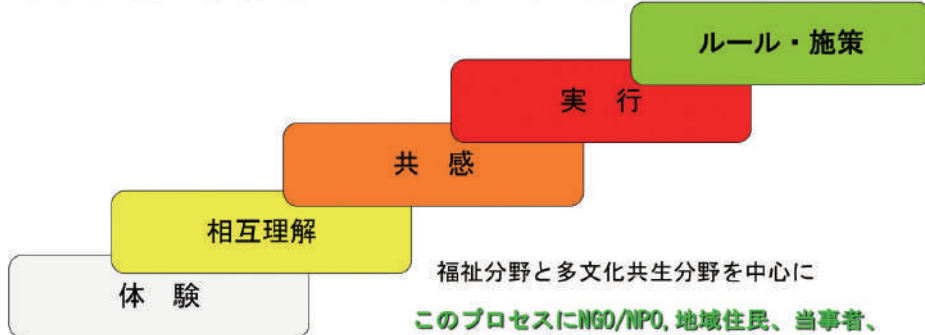 ルール・施策
実 行
共 感
相互理解
体 験
福祉分野と多文化共生分野を中心に
このプロセスにNGO/NPO,地域住民、当事者、